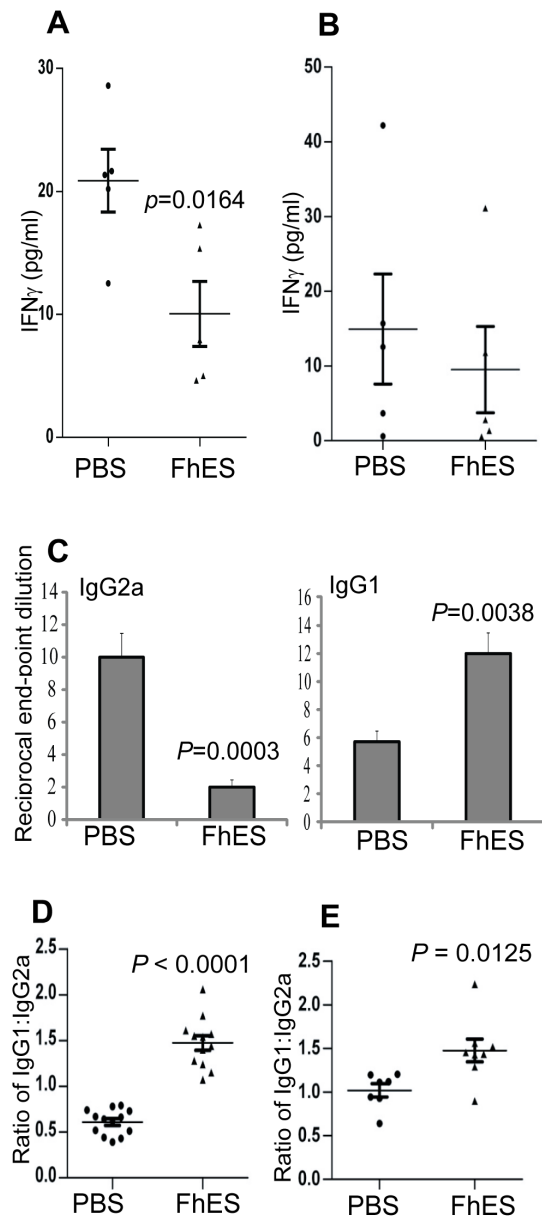 A
B
30
20
10
0
IFNγ (pg/ml)
p=0.0164
PBS
FhES
50
40
30
20
10
0
IFNγ (pg/ml)
PBS
FhES
C
Reciprocal end-point dilution
14
12
10
8
6
4
2
0
IgG2a
P=0.0003
PBS
FhES
16
14
12
10
8
6
4
2
0
IgG1
P=0.0038
PBS
FhES
D
Ratio of IgG1:IgG2a
2.5
2.0
1.5
1.0
0.5
0.0
P < 0.0001
PBS
FhES
E
Ratio of IgG1:IgG2a
2.5
2.0
1.5
1.0
0.5
0.0
P = 0.0125
PBS
FhES